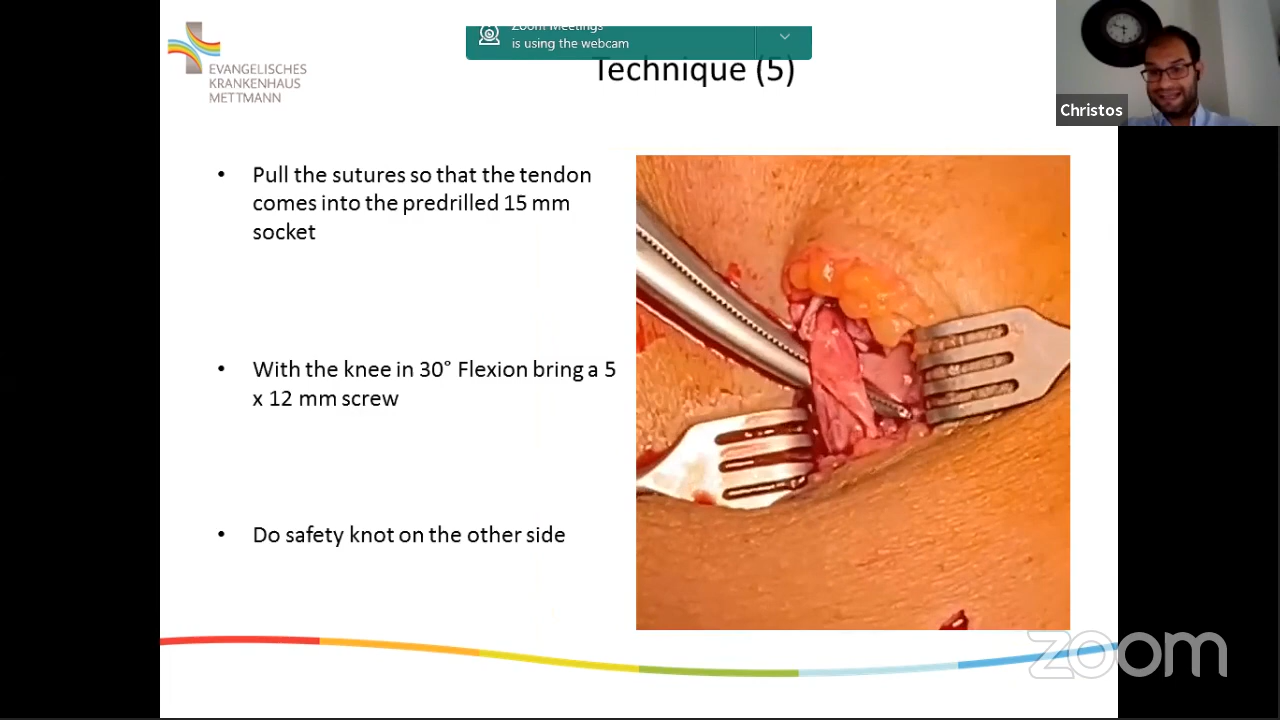 Zoom Meetings
is using the webcam
EVANGELISCHES
KRANKENHAUS
METTMANN
Technique (5)
Christos
• Pull the sutures so that the tendon
comes into the predrilled 15 mm
socket
• With the knee in 30° Flexion bring a 5
x 12 mm screw
• Do safety knot on the other side
zoom